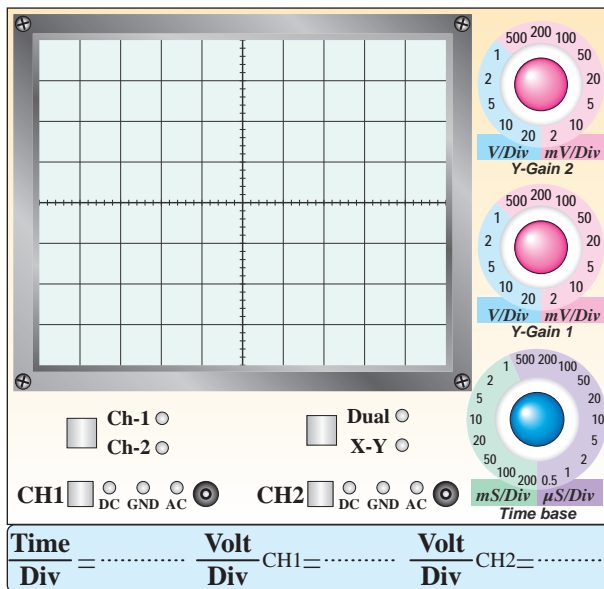 500 200 100
1 50
2 20
5 5
10 10
20 2
V/Div mV/Div
Y-Gain 2
500 200 100
1 50
2 20
5 5
10 10
20 2
V/Div mV/Div
Y-Gain 1
1 500 200 100
2 50
5 20
10 10
20 5
50 2
100 200 0.5 1
mS/Div µS/Div
Time base
Ch-1
Ch-2
Dual
X-Y
CH1 DC GND AC
CH2 DC GND AC
Time/Div = ........... Volt/Div CH1= ........... Volt/Div CH2= ...........